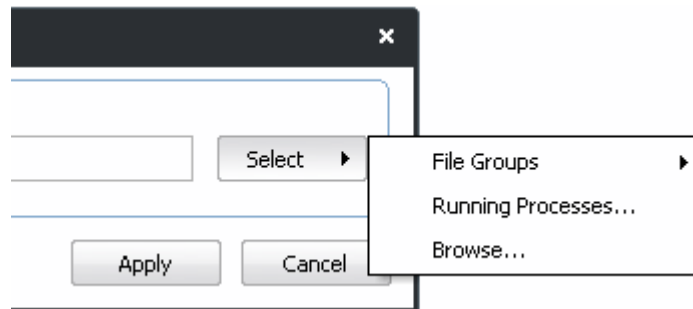 Select
File Groups
Running Processes...
Browse...
Apply
Cancel